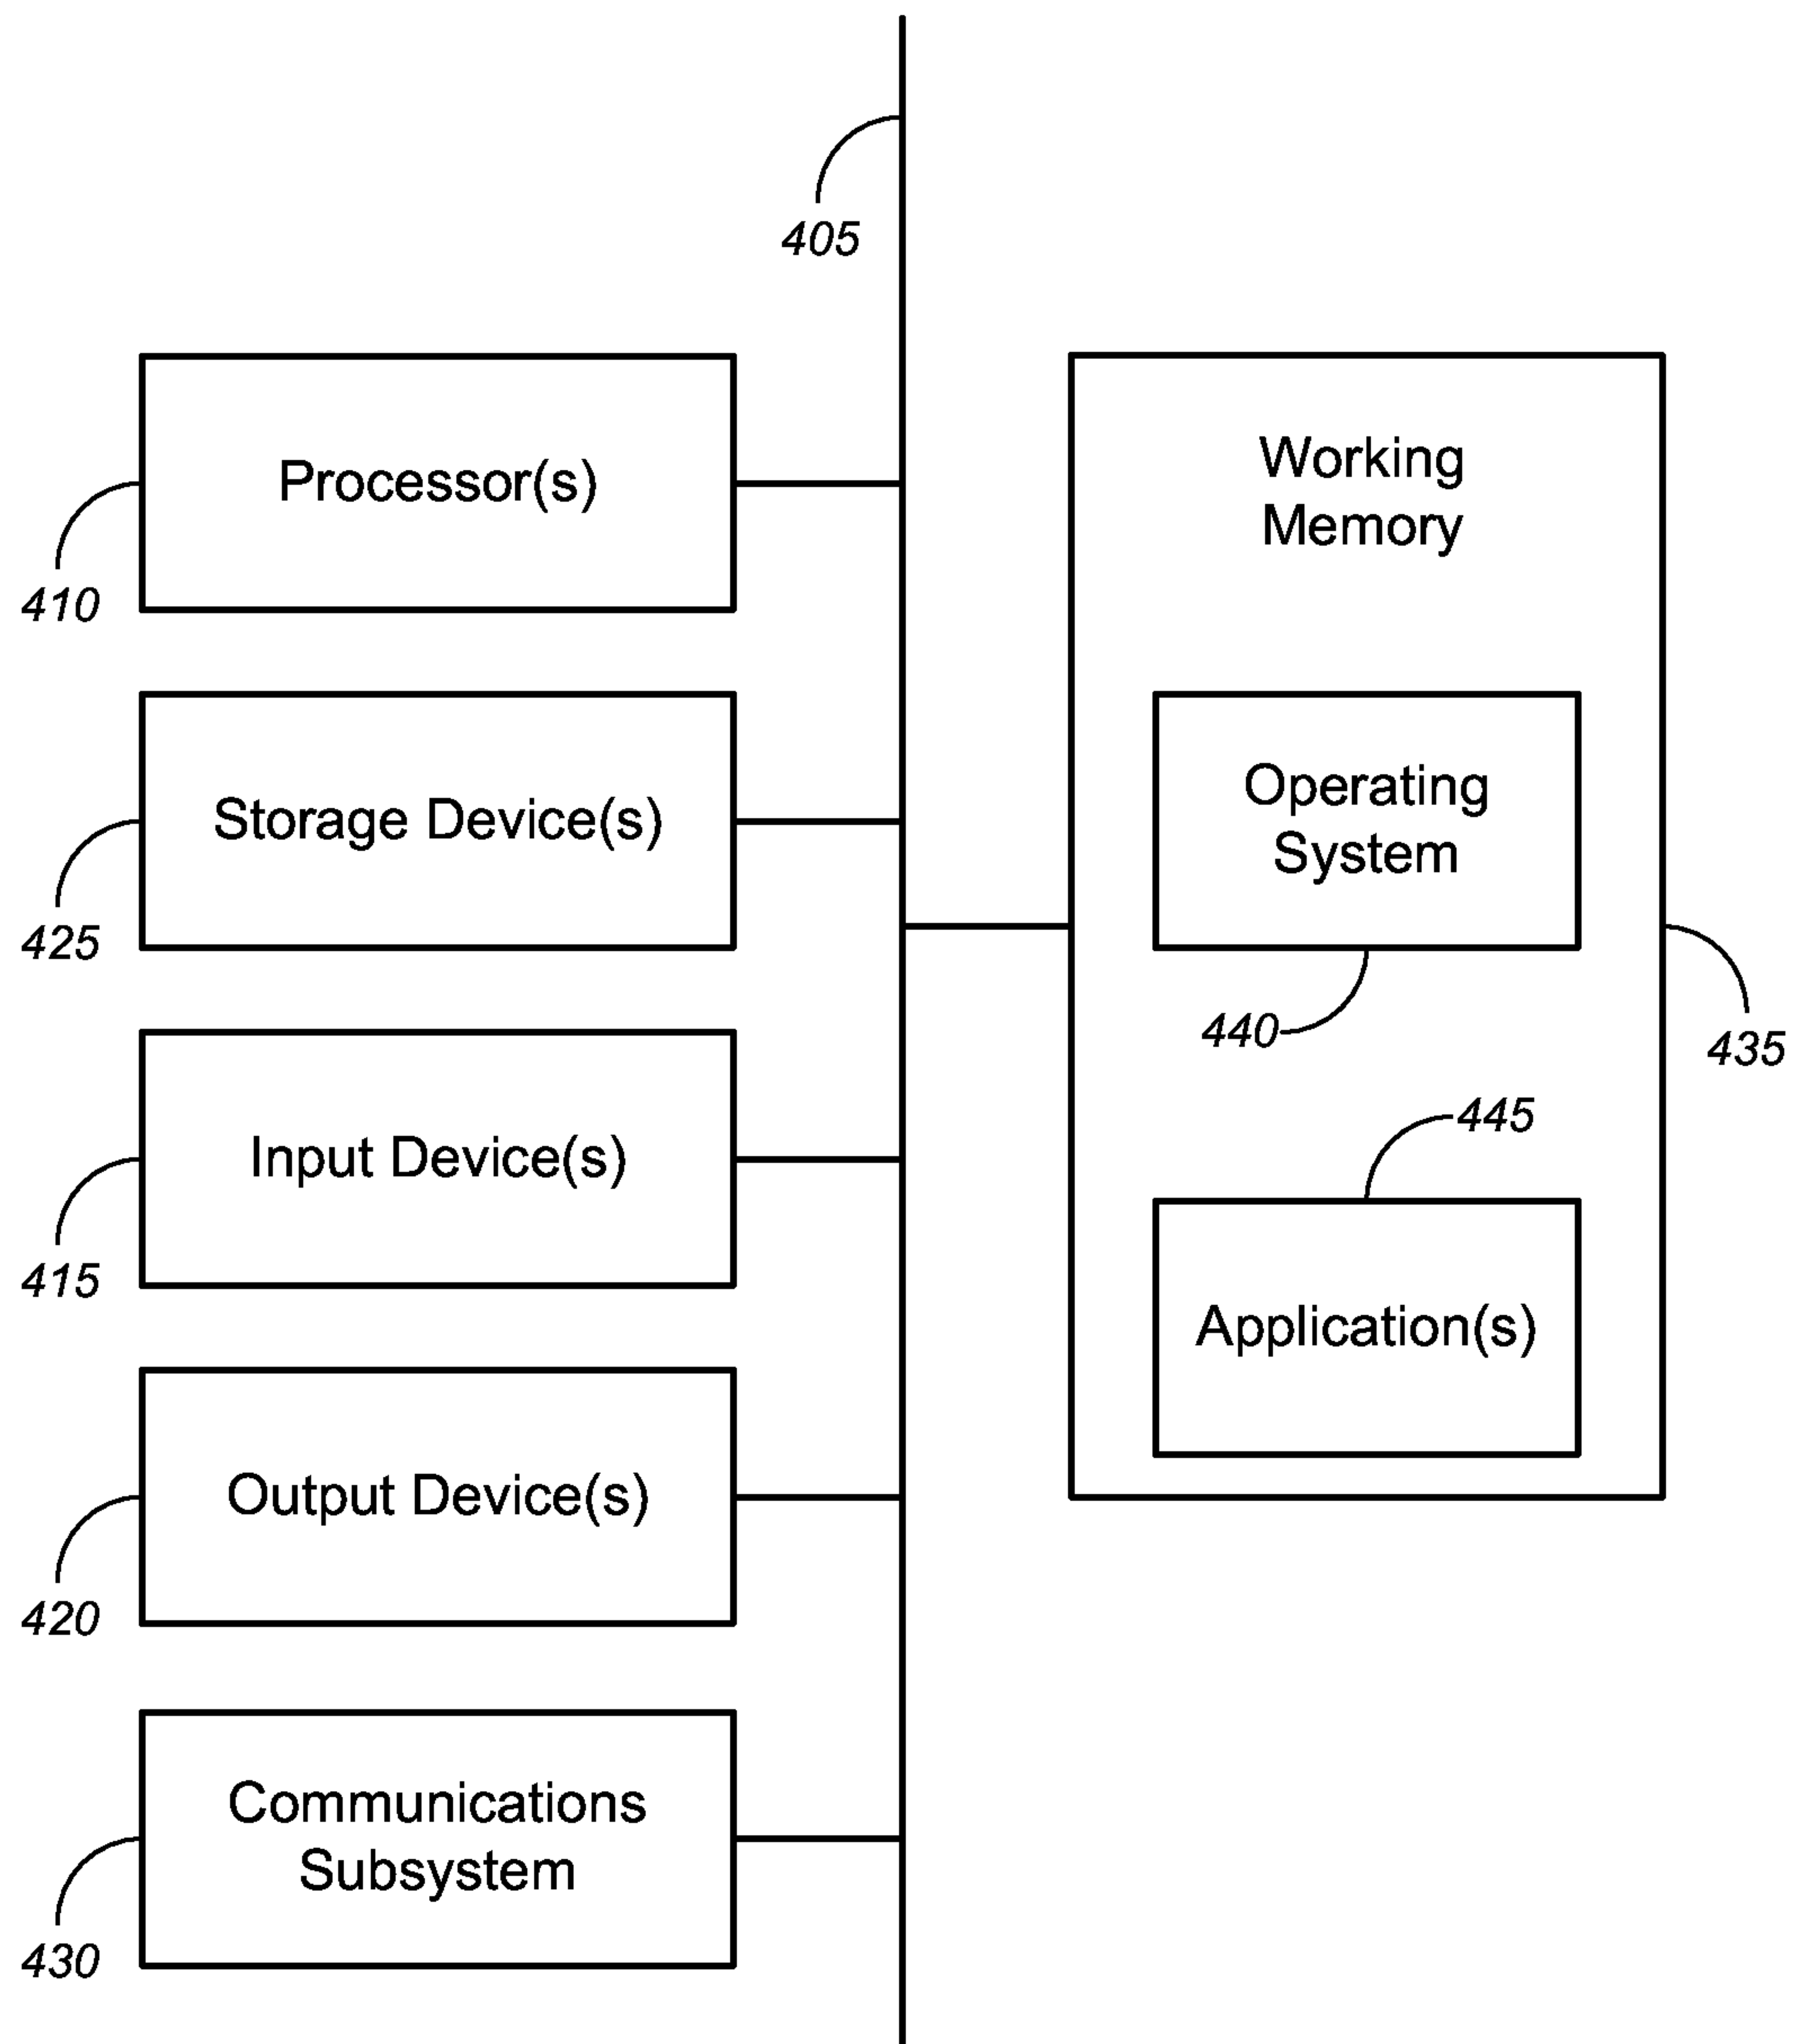 405
Processor(s)
410
Storage Device(s)
425
Input Device(s)
415
Output Device(s)
420
Communications
Subsystem
430
Working
Memory
Operating
System
440
435
445
Application(s)